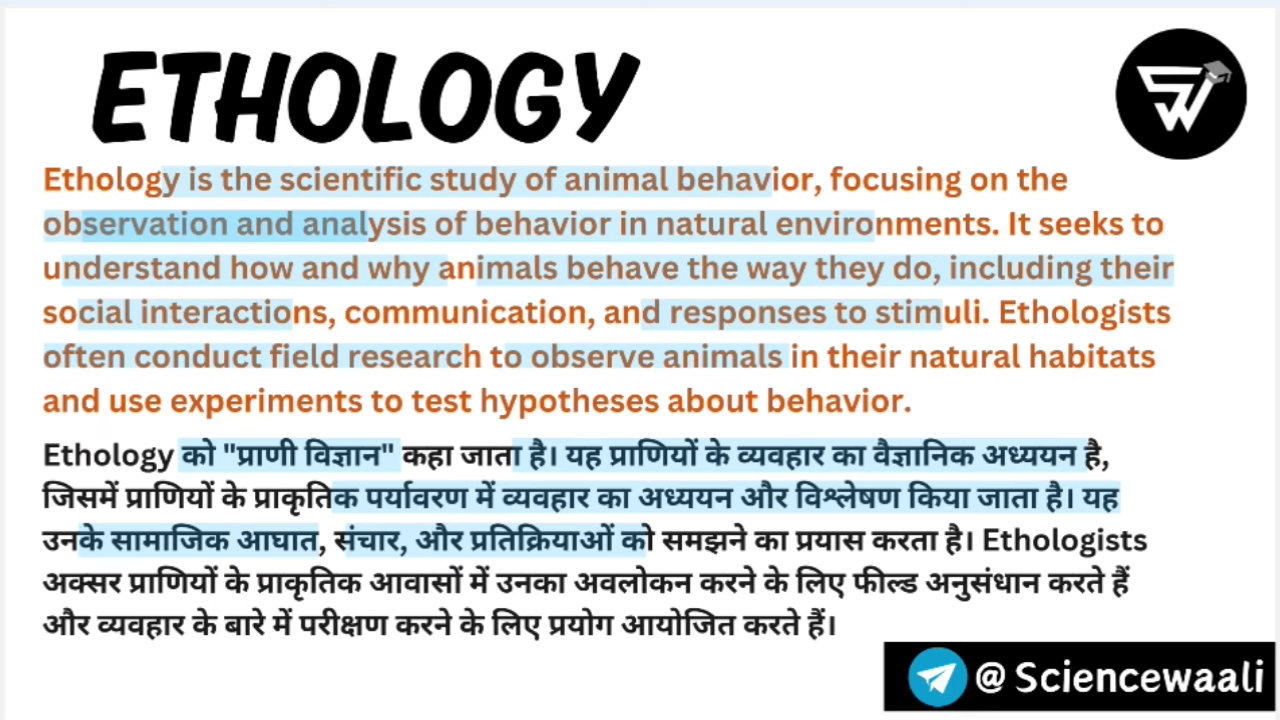 ETHOLOGY
SW
Ethology is the scientific study of animal behavior, focusing on the
observation and analysis of behavior in natural environments. It seeks to
understand how and why animals behave the way they do, including their
social interactions, communication, and responses to stimuli. Ethologists
often conduct field research to observe animals in their natural habitats
and use experiments to test hypotheses about behavior.
Ethology को "प्राणी विज्ञान" कहा जाता है। यह प्राणियों के व्यवहार का वैज्ञानिक अध्ययन है,
जिसमें प्राणियों के प्राकृतिक पर्यावरण में व्यवहार का अध्ययन और विश्लेषण किया जाता है। यह
उनके सामाजिक आघात, संचार, और प्रतिक्रियाओं को समझने का प्रयास करता है। Ethologists
अक्सर प्राणियों के प्राकृतिक आवासों में उनका अवलोकन करने के लिए फील्ड अनुसंधान करते हैं
और व्यवहार के बारे में परीक्षण करने के लिए प्रयोग आयोजित करते हैं।
@ Sciencewaali